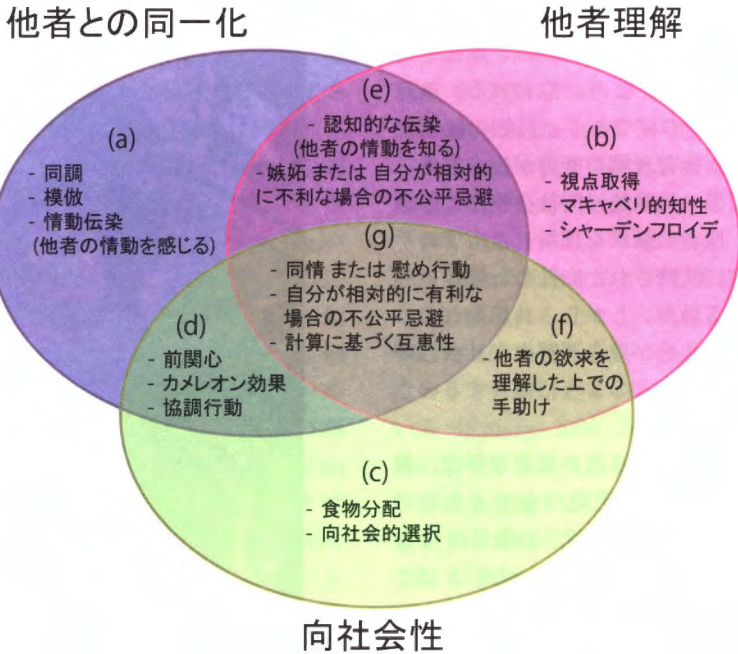 他者との同一化
他者理解
(e)
- 認知的な伝染
(他者の情動を知る)
- 嫉妬 または 自分が相対的
に不利な場合の不公平忌避
(a)
- 同調
- 模倣
- 情動伝染
(他者の情動を感じる)
(b)
- 視点取得
- マキャベリ的知性
- シャーデンフロイデ
(g)
- 同情 または 慰め行動
- 自分が相対的に有利な
場合の不公平忌避
- 計算に基づく互恵性
(d)
- 前関心
- カメレオン効果
- 協調行動
(f)
- 他者の欲求を
理解した上での
手助け
(c)
- 食物分配
- 向社会的選択
向社会性